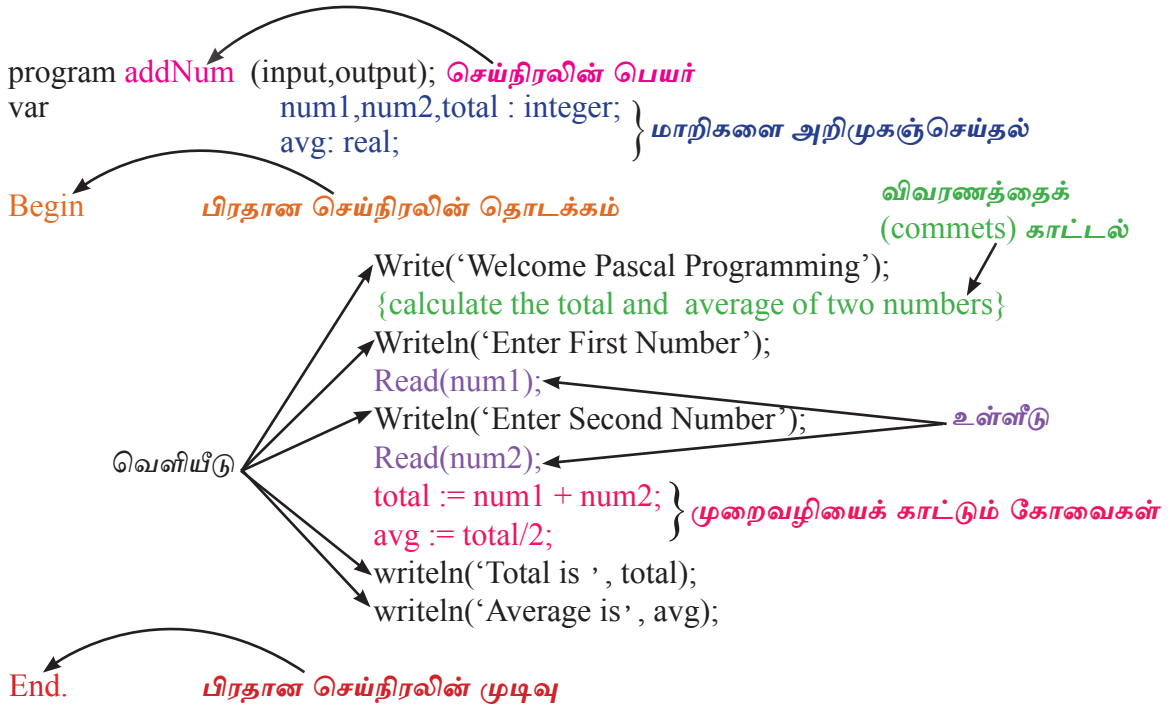 program addNum (input,output); செய்நிரலின் பெயர்
var num1,num2,total : integer;
avg: real;
} மாறிகளை அறிமுகஞ்செய்தல்
Begin பிரதான செய்நிரலின் தொடக்கம்
விவரணத்தைக்
(commets) காட்டல்
Write(‘Welcome Pascal Programming’);
{calculate the total and average of two numbers}
Writeln(‘Enter First Number’);
Read(num1);
Writeln(‘Enter Second Number’);
உள்ளீடு
வெளியீடு
Read(num2);
total := num1 + num2;
avg := total/2;
} முறைவழியைக் காட்டும் கோவைகள்
writeln(‘Total is ’, total);
writeln(‘Average is’, avg);
End. பிரதான செய்நிரலின் முடிவு